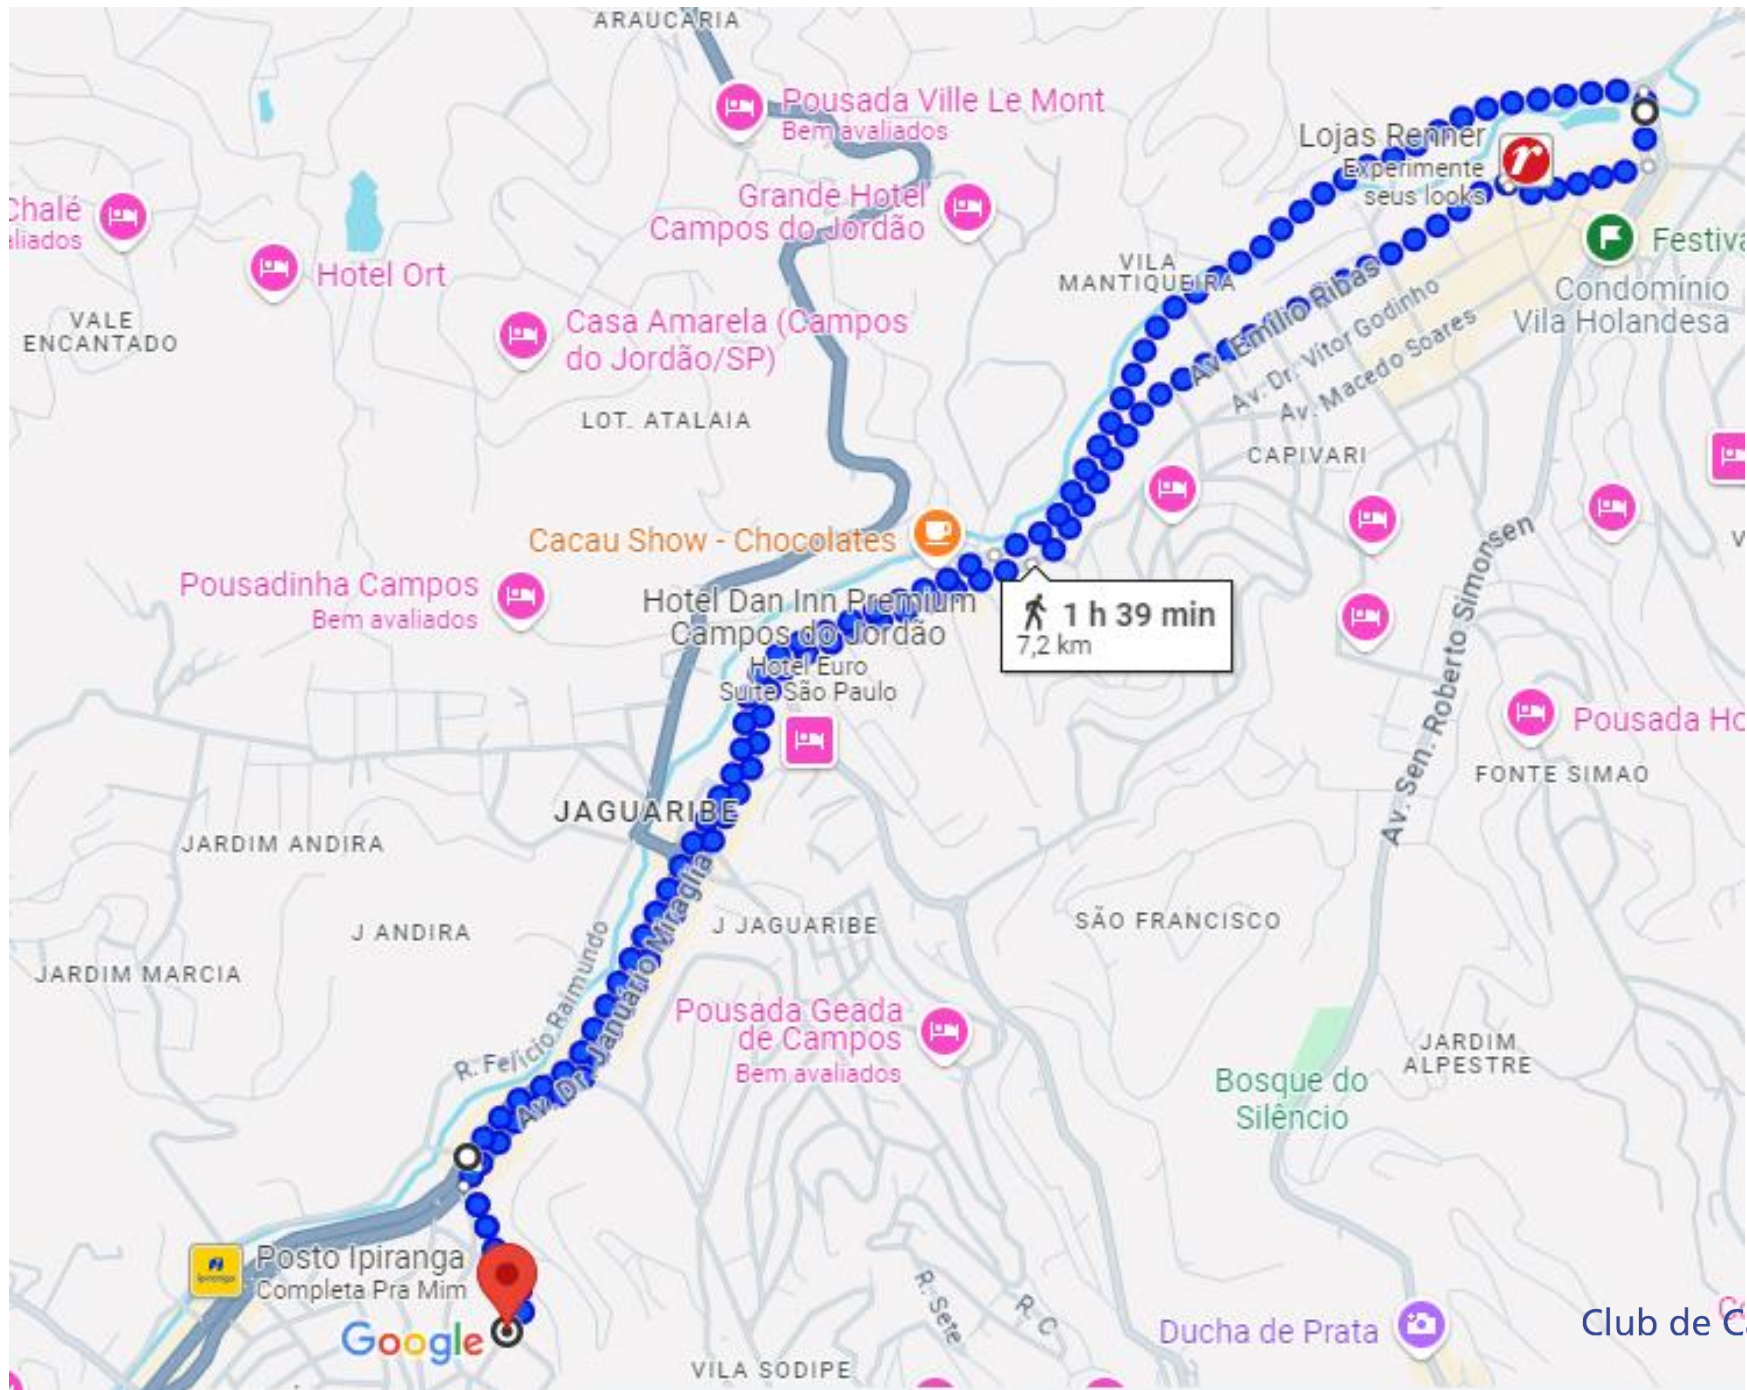 ARAUCÁRIA
Pousada Ville Le Mont
Bem avaliados
Lojas Renner
Experimente
seus looks
Grande Hotel
Campos do Jordão
Chalé
aliados
Hotel Ort
VALE
ENCANTADO
Casa Amarela (Campos
do Jordão/SP)
LOT. ATALAIA
VILA
MANTIQUEIRA
Festiva
Condomínio
Vila Holandesa
Av. Emílio Ribas
Av. Dr. Vitor Godinho
Av. Macedo Soares
CAPIVARI
Cacau Show - Chocolates
Pousadinha Campos
Bem avaliados
Hotel Dan Inn Premium
Campos do Jordão
Hotel Euro
Suite São Paulo
1 h 39 min
7,2 km
Av. Sen. Roberto Simonsen
Pousada Ho
FONTE SIMAO
JAGUARIBE
JARDIM ANDIRA
J ANDIRA
JARDIM MARCIA
J JAGUARIBE
SÃO FRANCISCO
Av. Dr. Januário Miráglia
R. Felício Raimundo
Pousada Geada
de Campos
Bem avaliados
JARDIM
ALPESTRE
Bosque do
Silêncio
Posto Ipiranga
Completa Pra Mim
Google
R. Sete
R. C
Ducha de Prata
Club de C
VILA SODIPE